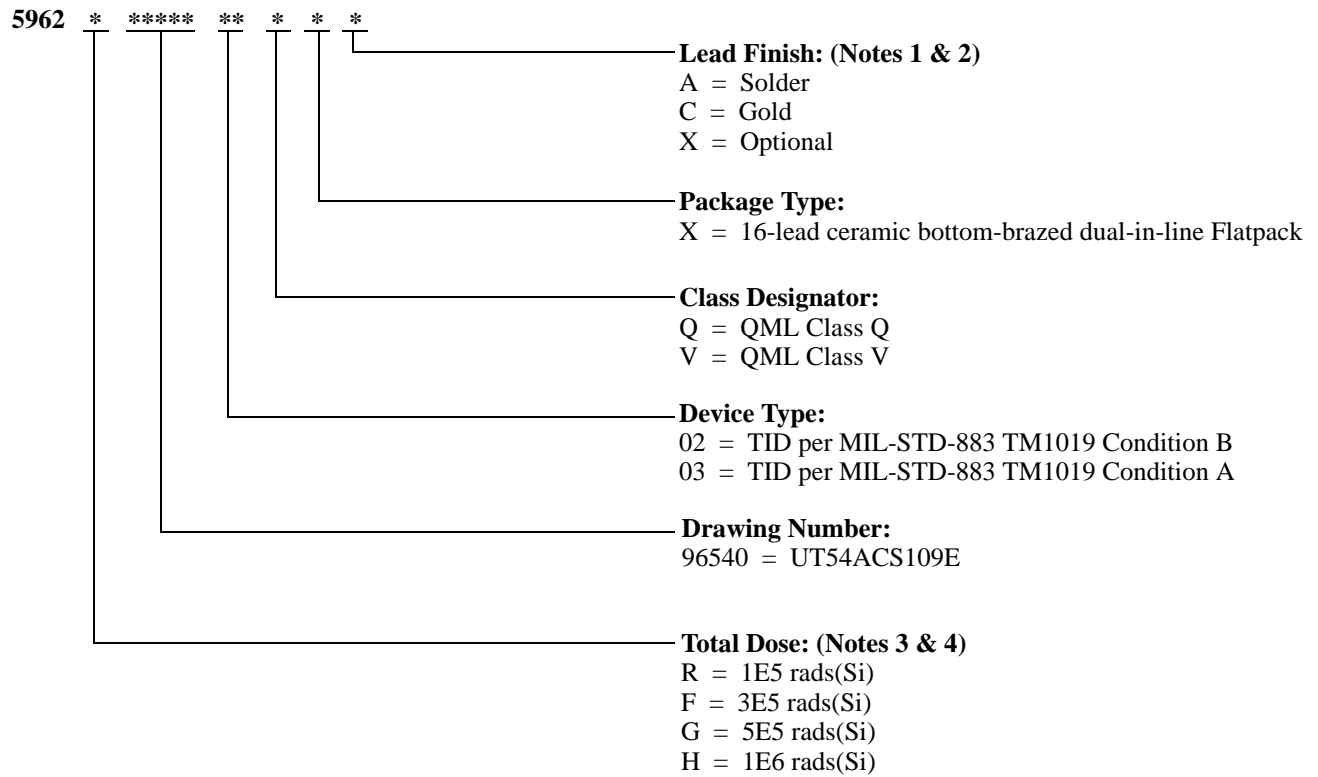 5962 * ***** ** * * *
Lead Finish: (Notes 1 & 2)
A = Solder
C = Gold
X = Optional
Package Type:
X = 16-lead ceramic bottom-brazed dual-in-line Flatpack
Class Designator:
Q = QML Class Q
V = QML Class V
Device Type:
02 = TID per MIL-STD-883 TM1019 Condition B
03 = TID per MIL-STD-883 TM1019 Condition A
Drawing Number:
96540 = UT54ACS109E
Total Dose: (Notes 3 & 4)
R = 1E5 rads(Si)
F = 3E5 rads(Si)
G = 5E5 rads(Si)
H = 1E6 rads(Si)